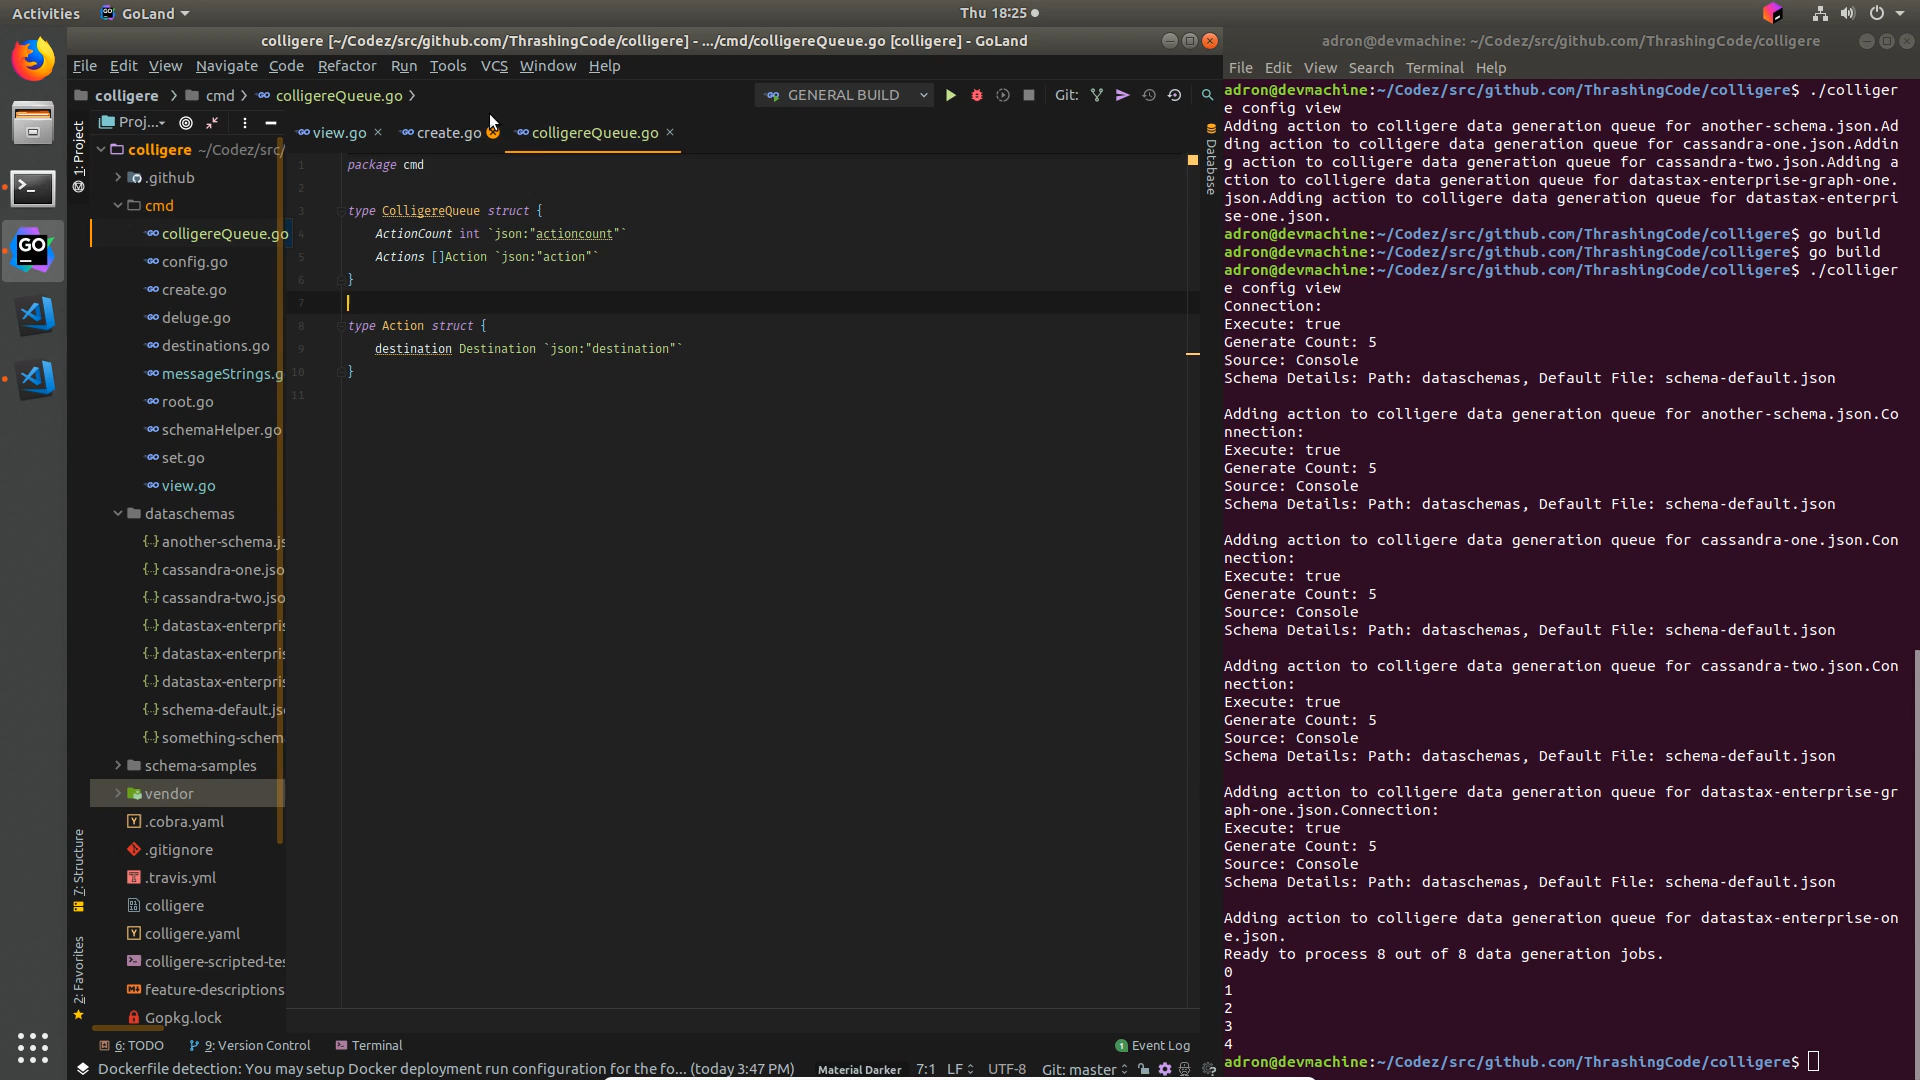 Activities GoLand Thu 18:25
colligere [~/Codez/src/github.com/ThrashingCode/colligere] - .../cmd/colligereQueue.go [colligere] - GoLand
File Edit View Navigate Code Refactor Run Tools VCS Window Help
colligere cmd colligereQueue.go GENERAL BUILD Git:
Proj... view.go create.go colligereQueue.go
1: Project
colligere ~/Codez/src/
.github
cmd
colligereQueue.go
config.go
create.go
deluge.go
destinations.go
messageStrings.g
root.go
schemaHelper.go
set.go
view.go
dataschemas
another-schema.js
cassandra-one.jso
cassandra-two.jso
datastax-enterpris
datastax-enterpris
datastax-enterpris
schema-default.js
something-schem
schema-samples
vendor
.cobra.yaml
.gitignore
.travis.yml
colligere
colligere.yaml
colligere-scripted-tes
feature-descriptions
Gopkg.lock
7: Structure
2: Favorites
1 package cmd
2
3 type ColligereQueue struct {
4 ActionCount int `json:"actioncount"`
5 Actions []Action `json:"action"`
6 }
7
8 type Action struct {
9 destination Destination `json:"destination"`
10 }
11
Database
6: TODO 9: Version Control Terminal 1 Event Log
Dockerfile detection: You may setup Docker deployment run configuration for the fo... (today 3:47 PM) Material Darker 7:1 LF UTF-8 Git: master
adron@devmachine: ~/Codez/src/github.com/ThrashingCode/colligere
File Edit View Search Terminal Help
adron@devmachine:~/Codez/src/github.com/ThrashingCode/colligere$ ./colliger
e config view
Adding action to colligere data generation queue for another-schema.json.Ad
ding action to colligere data generation queue for cassandra-one.json.Addin
g action to colligere data generation queue for cassandra-two.json.Adding a
ction to colligere data generation queue for datastax-enterprise-graph-one.
json.Adding action to colligere data generation queue for datastax-enterpri
se-one.json.
adron@devmachine:~/Codez/src/github.com/ThrashingCode/colligere$ go build
adron@devmachine:~/Codez/src/github.com/ThrashingCode/colligere$ go build
adron@devmachine:~/Codez/src/github.com/ThrashingCode/colligere$ ./colliger
e config view
Connection:
Execute: true
Generate Count: 5
Source: Console
Schema Details: Path: dataschemas, Default File: schema-default.json
Adding action to colligere data generation queue for another-schema.json.Co
nnection:
Execute: true
Generate Count: 5
Source: Console
Schema Details: Path: dataschemas, Default File: schema-default.json
Adding action to colligere data generation queue for cassandra-one.json.Con
nection:
Execute: true
Generate Count: 5
Source: Console
Schema Details: Path: dataschemas, Default File: schema-default.json
Adding action to colligere data generation queue for cassandra-two.json.Con
nection:
Execute: true
Generate Count: 5
Source: Console
Schema Details: Path: dataschemas, Default File: schema-default.json
Adding action to colligere data generation queue for datastax-enterprise-gr
aph-one.json.Connection:
Execute: true
Generate Count: 5
Source: Console
Schema Details: Path: dataschemas, Default File: schema-default.json
Adding action to colligere data generation queue for datastax-enterprise-on
e.json.
Ready to process 8 out of 8 data generation jobs.
0
1
2
3
4
adron@devmachine:~/Codez/src/github.com/ThrashingCode/colligere$